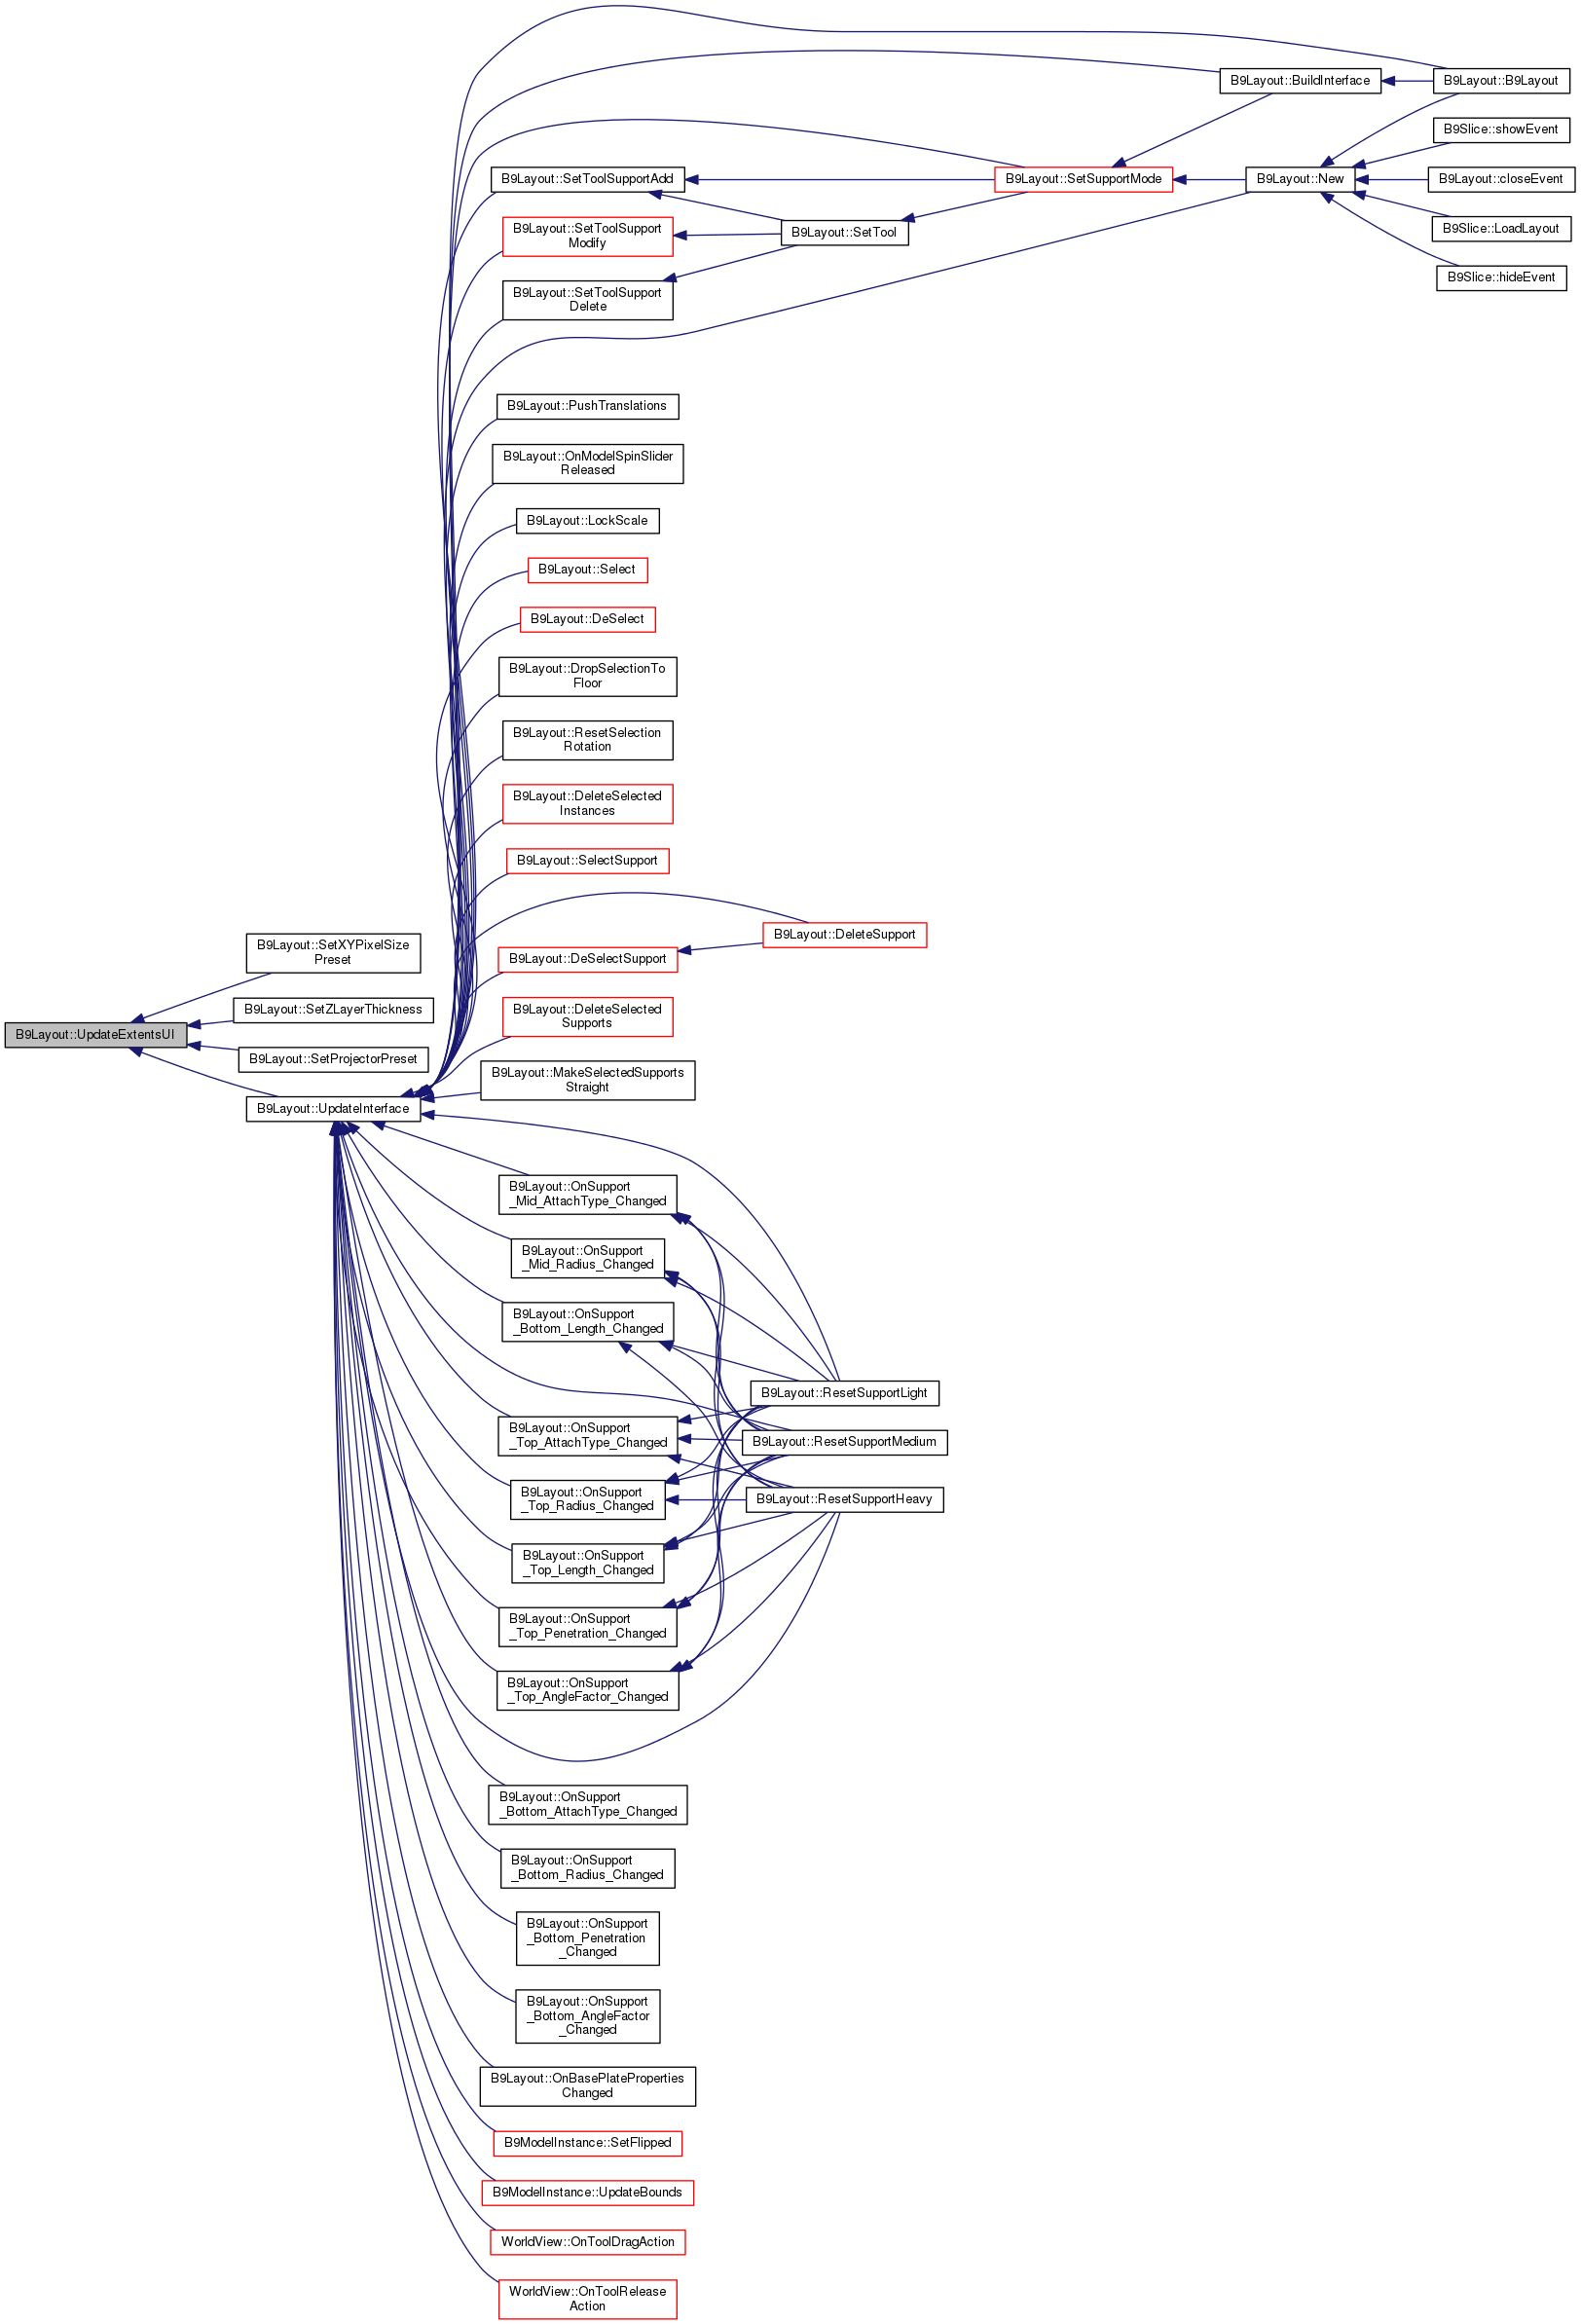 B9Layout::BuildInterface
B9Layout::B9Layout
B9Slice::showEvent
B9Layout::SetToolSupportAdd
B9Layout::SetSupportMode
B9Layout::New
B9Layout::closeEvent
B9Layout::SetToolSupport
Modify
B9Layout::SetTool
B9Slice::LoadLayout
B9Slice::hideEvent
B9Layout::SetToolSupport
Delete
B9Layout::PushTranslations
B9Layout::OnModelSpinSlider
Released
B9Layout::LockScale
B9Layout::Select
B9Layout::DeSelect
B9Layout::DropSelectionTo
Floor
B9Layout::ResetSelection
Rotation
B9Layout::DeleteSelected
Instances
B9Layout::SelectSupport
B9Layout::DeleteSupport
B9Layout::DeSelectSupport
B9Layout::SetXYPixelSize
Preset
B9Layout::SetZLayerThickness
B9Layout::DeleteSelected
Supports
B9Layout::UpdateExtentsUI
B9Layout::SetProjectorPreset
B9Layout::MakeSelectedSupports
Straight
B9Layout::UpdateInterface
B9Layout::OnSupport
_Mid_AttachType_Changed
B9Layout::OnSupport
_Mid_Radius_Changed
B9Layout::OnSupport
_Bottom_Length_Changed
B9Layout::ResetSupportLight
B9Layout::OnSupport
_Top_AttachType_Changed
B9Layout::ResetSupportMedium
B9Layout::OnSupport
_Top_Radius_Changed
B9Layout::ResetSupportHeavy
B9Layout::OnSupport
_Top_Length_Changed
B9Layout::OnSupport
_Top_Penetration_Changed
B9Layout::OnSupport
_Top_AngleFactor_Changed
B9Layout::OnSupport
_Bottom_AttachType_Changed
B9Layout::OnSupport
_Bottom_Radius_Changed
B9Layout::OnSupport
_Bottom_Penetration
_Changed
B9Layout::OnSupport
_Bottom_AngleFactor
_Changed
B9Layout::OnBasePlateProperties
Changed
B9ModelInstance::SetFlipped
B9ModelInstance::UpdateBounds
WorldView::OnToolDragAction
WorldView::OnToolRelease
Action